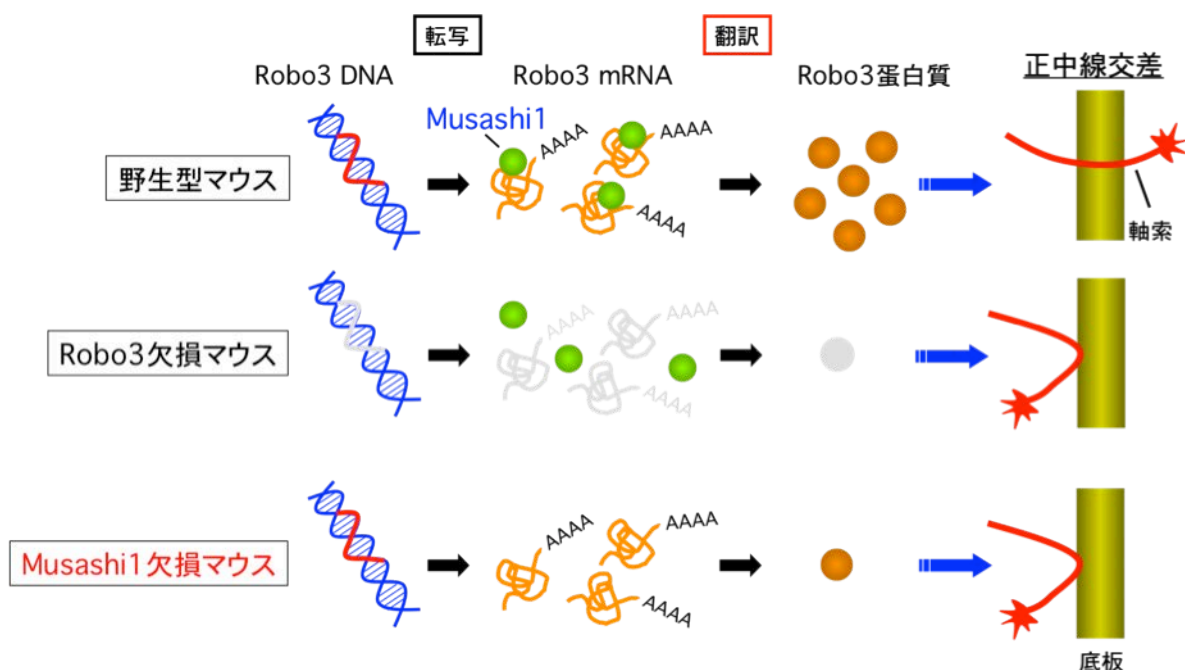 転写
翻訳
Robo3 DNA
Robo3 mRNA
Robo3蛋白質
正中線交差
Musashi1
AAAA
AAAA
AAAA
野生型マウス
軸索
AAAA
AAAA
AAAA
Robo3欠損マウス
AAAA
AAAA
AAAA
Musashi1欠損マウス
底板